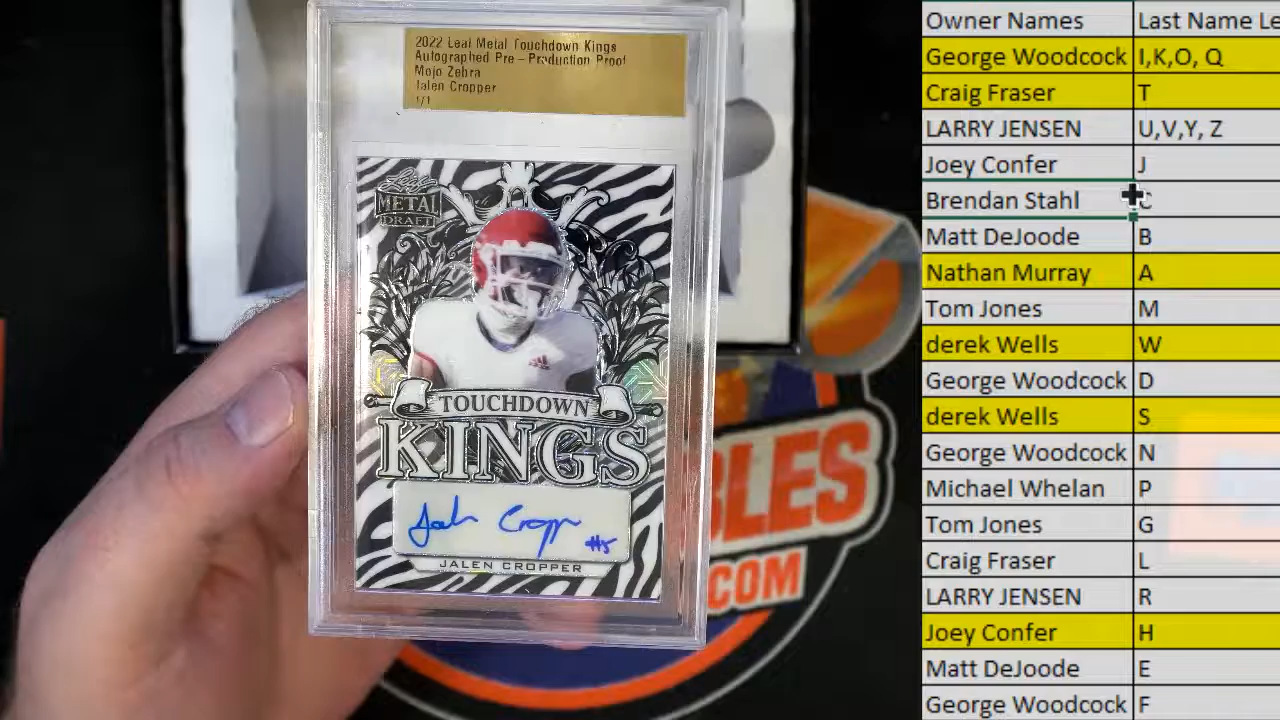 2022 Leaf Metal Touchdown Kings
Autographed Pre - Production Proof
Mojo Zebra
Jalen Cropper
1/1
Leaf
METAL
DRAFT
TOUCHDOWN
KINGS
Jalen Cropper
#5
JALEN CROPPER
BLES
.COM
Owner Names | Last Name Le
George Woodcock | I,K,O, Q
Craig Fraser | T
LARRY JENSEN | U,V,Y, Z
Joey Confer | J
Brendan Stahl | C
Matt DeJoode | B
Nathan Murray | A
Tom Jones | M
derek Wells | W
George Woodcock | D
derek Wells | S
George Woodcock | N
Michael Whelan | P
Tom Jones | G
Craig Fraser | L
LARRY JENSEN | R
Joey Confer | H
Matt DeJoode | E
George Woodcock | F